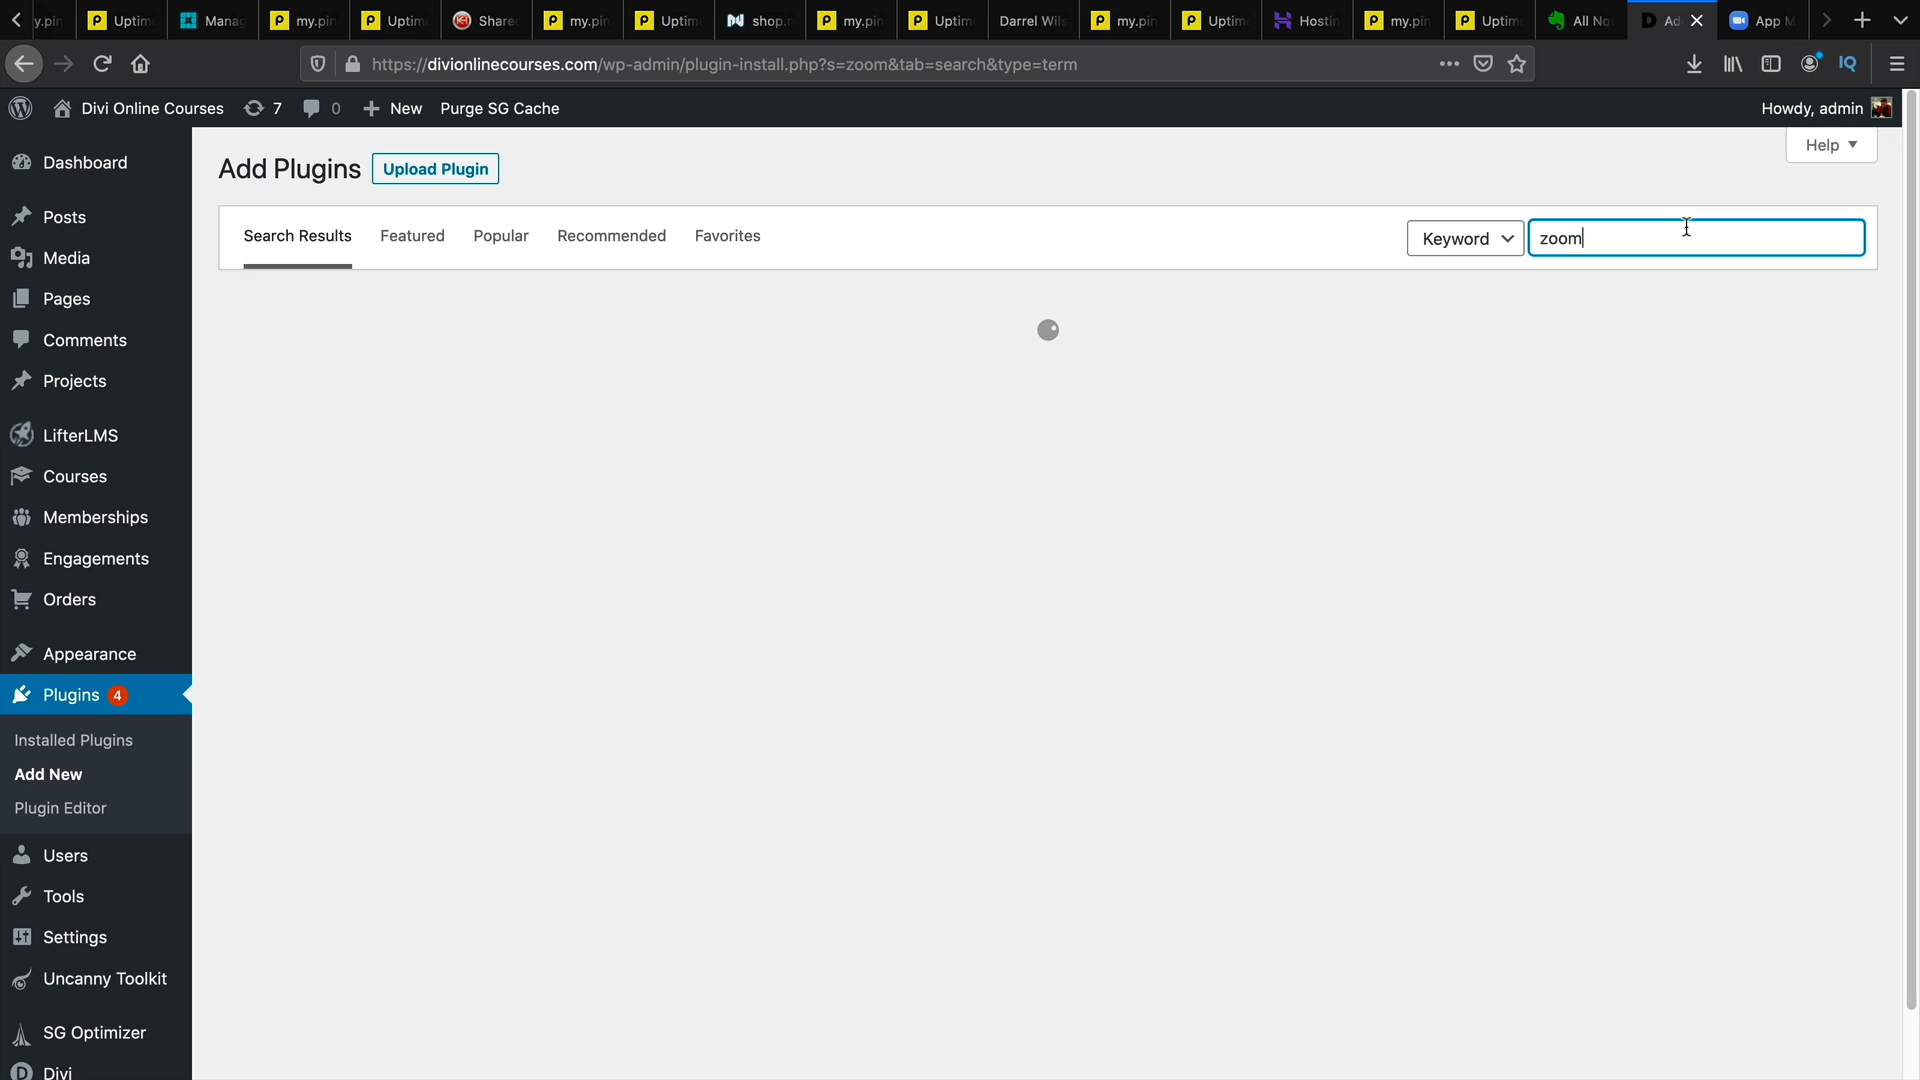 y.pin
Uptim
Manag
my.pin
Uptim
Share
my.pin
Uptim
shop.
my.pin
Uptim
Darrel Wils
my.pin
Uptim
Hostin
my.pin
Uptim
All No
Ad
App M
https://divionlinecourses.com/wp-admin/plugin-install.php?s=zoom&tab=search&type=term
IQ
Divi Online Courses 7 0 New Purge SG Cache
Howdy, admin
Help
Add Plugins Upload Plugin
Search Results Featured Popular Recommended Favorites
Keyword zoom
Dashboard
Posts
Media
Pages
Comments
Projects
LifterLMS
Courses
Memberships
Engagements
Orders
Appearance
Plugins 4
Installed Plugins
Add New
Plugin Editor
Users
Tools
Settings
Uncanny Toolkit
SG Optimizer
Divi